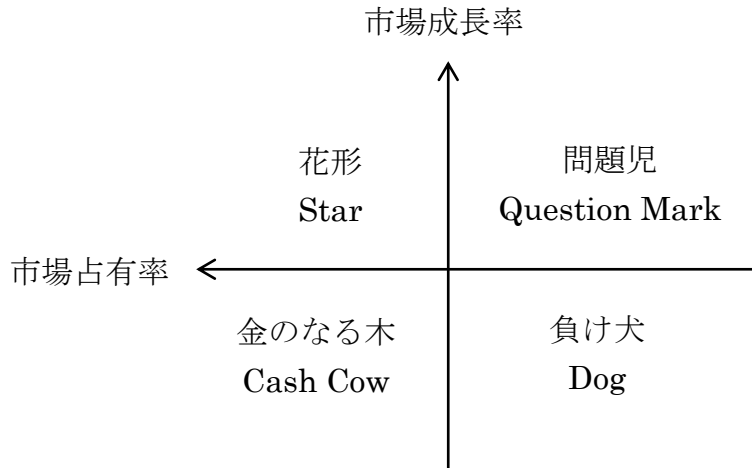 市場成長率
花形
Star
問題児
Question Mark
市場占有率
金のなる木
Cash Cow
負け犬
Dog